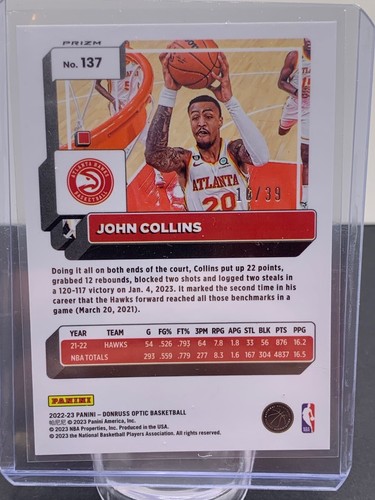 PRIZM
No. 137
ATLANTA HAWKS
BASKETBALL
ATLANTA
20
/39
JOHN COLLINS
Doing it all on both ends of the court, Collins put up 22 points,
grabbed 12 rebounds, blocked two shots and logged two steals in
a 120-117 victory on Jan. 4, 2023. It marked the second time in his
career that the Hawks forward reached all those benchmarks in a
game (March 20, 2021).
YEAR TEAM G FG% FT% 3PM RPG APG STL BLK PTS PPG
21-22 HAWKS 54 .526 .793 64 7.8 1.8 33 56 876 16.2
NBA TOTALS 293 .559 .779 277 8.3 1.6 167 304 4837 16.5
PANINI
2022-23 PANINI – DONRUSS OPTIC BASKETBALL
帕尼尼 © 2023 Panini America, Inc.
© 2023 NBA Properties, Inc. Produced in the USA.
© 2023 the National Basketball Players Association. All rights reserved.